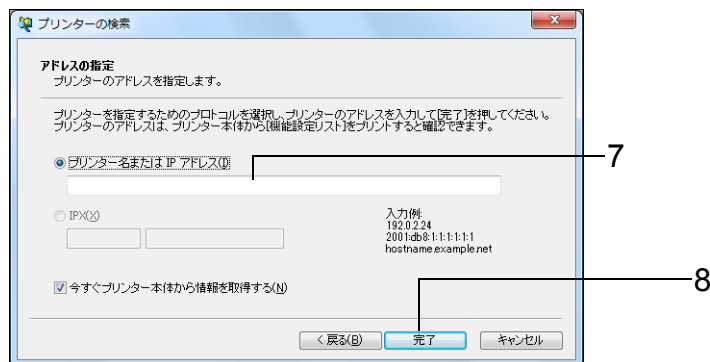 プリンターの検索
アドレスの指定
プリンターのアドレスを指定します。
プリンターを指定するためのプロトコルを選択し、プリンターのアドレスを入力して[完了]を押してください。
プリンターのアドレスは、プリンター本体から[機能設定リスト]をプリントすると確認できます。
プリンター名または IP アドレス(I)
7
IPX(X)
入力例:
192.0.2.24
2001:db8:1:1:1:1:1
hostname.example.net
今すぐプリンター本体から情報を取得する(N)
8
< 戻る(B)
完了
キャンセル